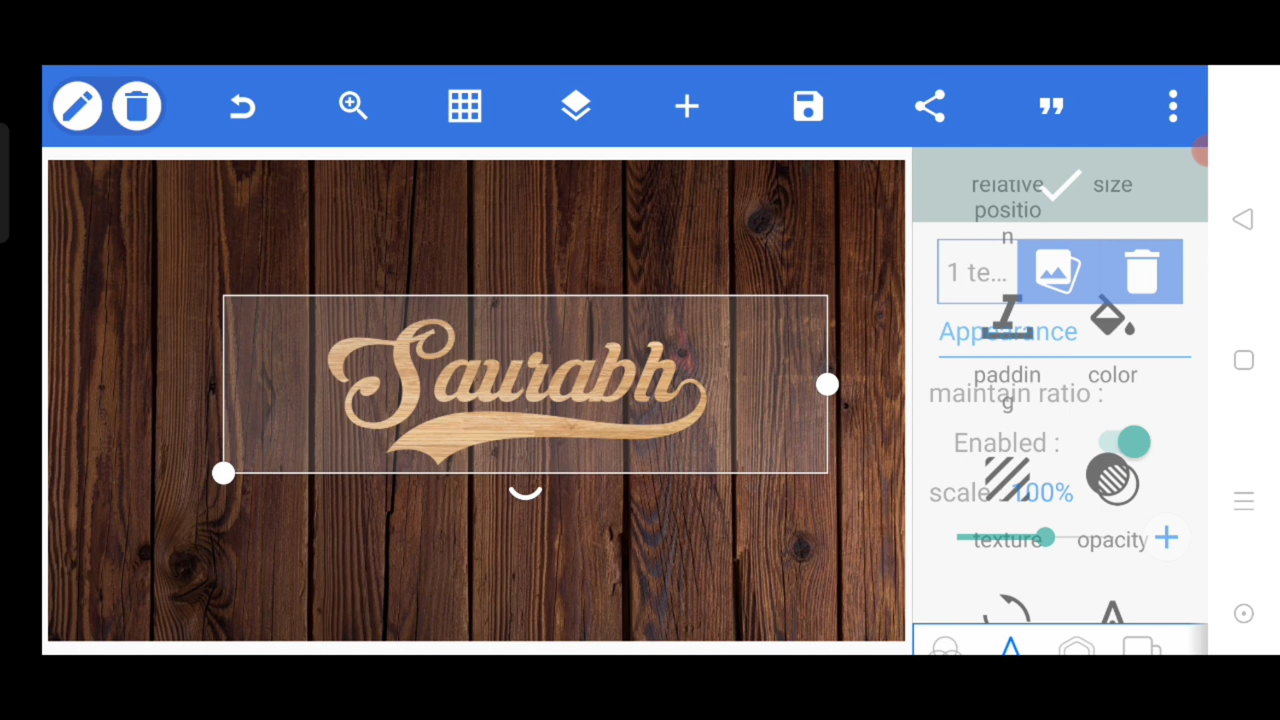 Saurabh
relative
positio
n
size
1 te...
Appearance
paddin
g
color
maintain ratio :
Enabled :
scale
100%
texture
opacity